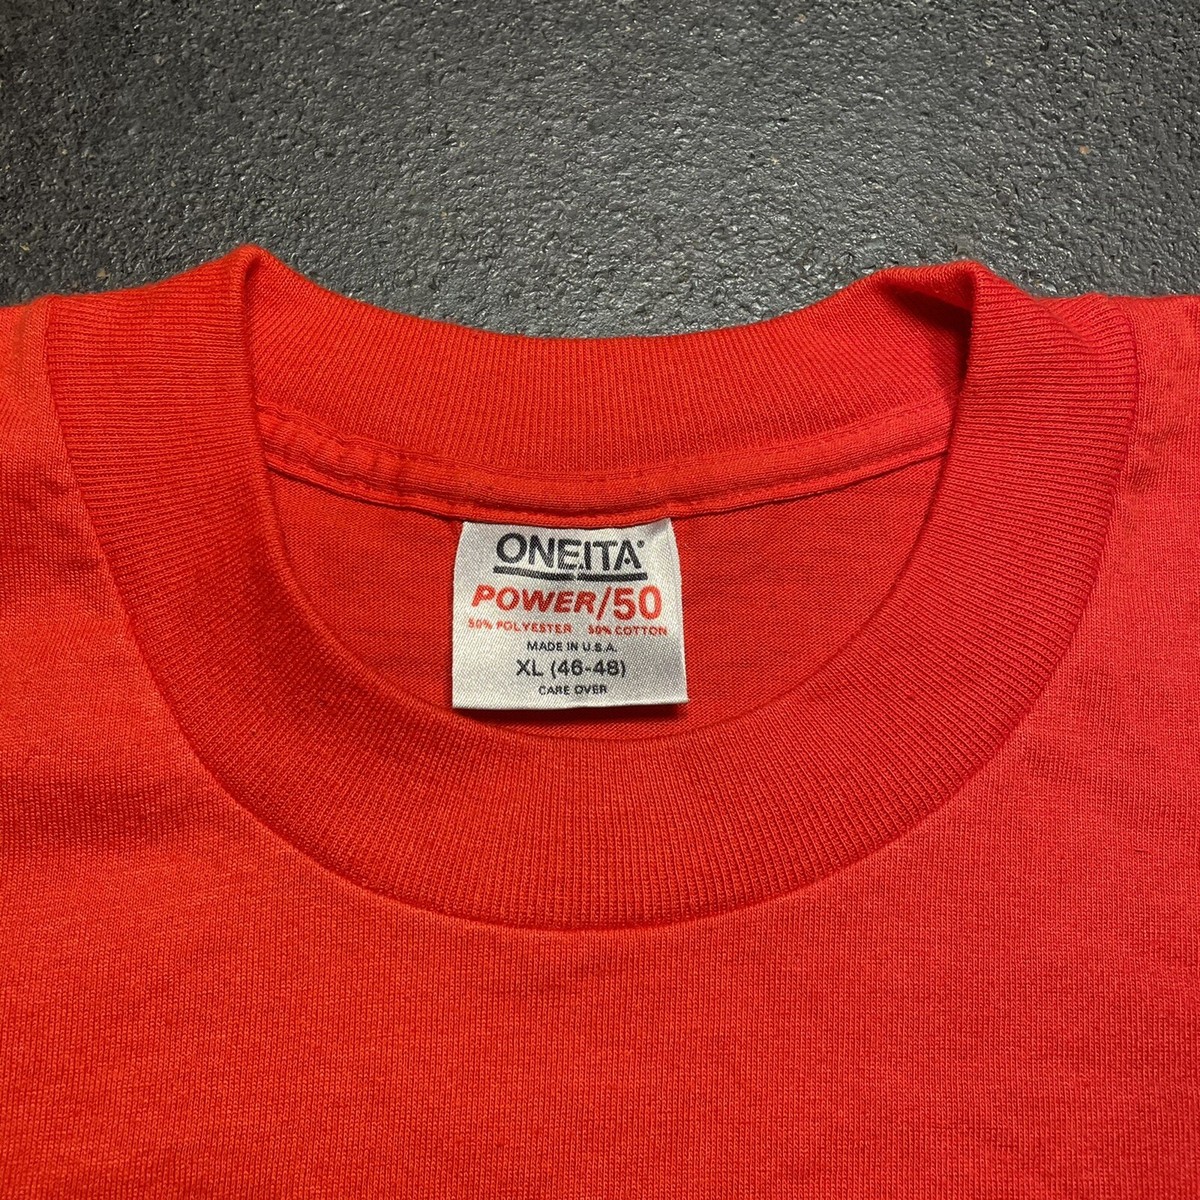 ONEITA®
POWER/50
50% POLYESTER 50% COTTON
MADE IN U.S.A.
XL (46-48)
CARE OVER